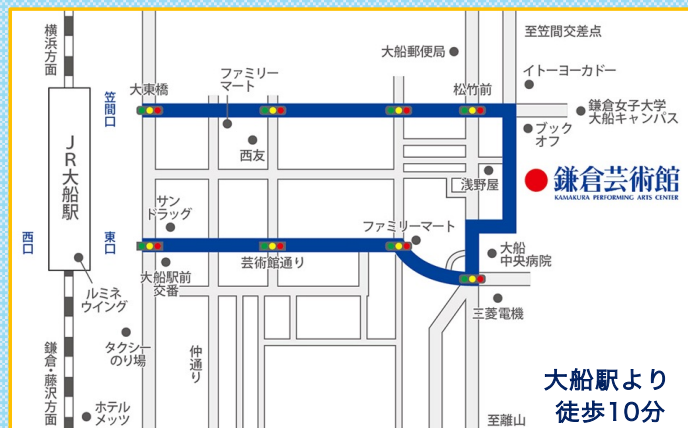 横浜方面
大東橋
ファミリー
マート
大船郵便局
松竹前
至笠間交差点
イトーヨーカドー
笠間口
JR大船駅
西友
ブック
オフ
鎌倉女子大学
大船キャンパス
浅野屋
鎌倉芸術館
KAMAKURA PERFORMING ARTS CENTER
サン
ドラッグ
ファミリーマート
西口
東口
芸術館通り
大船
中央病院
大船駅前
交番
ルミネ
ウイング
三菱電機
タクシー
のり場
仲通り
鎌倉・藤沢方面
ホテル
メッツ
至離山
大船駅より
徒歩10分